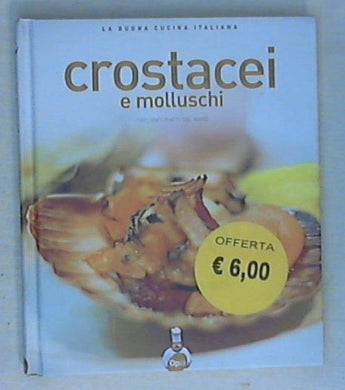 LA BUONA CUCINA ITALIANA
crostacei
e molluschi
OFFERTA
€ 6,00